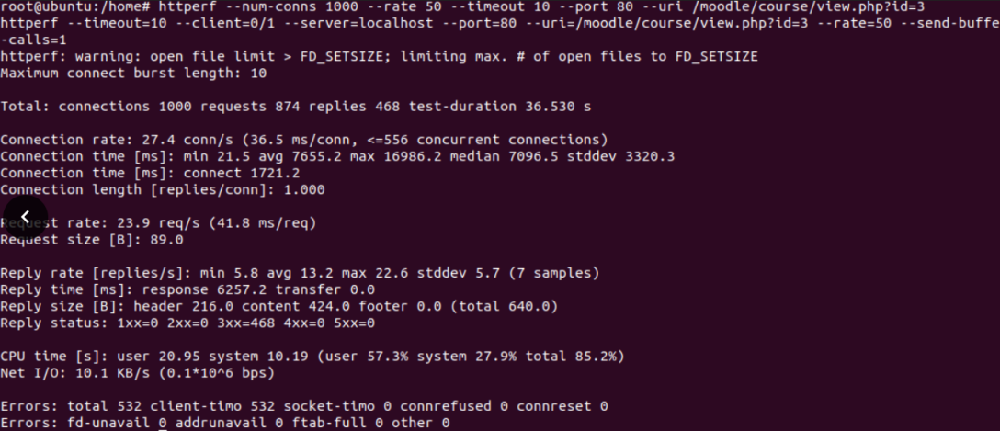 root@ubuntu:/home# httperf --num-conns 1000 --rate 50 --timeout 10 --port 80 --uri /moodle/course/view.php?id=3
httperf --timeout=10 --client=0/1 --server=localhost --port=80 --uri=/moodle/course/view.php?id=3 --rate=50 --send-buffe
-calls=1
httperf: warning: open file limit > FD_SETSIZE; limiting max. # of open files to FD_SETSIZE
Maximum connect burst length: 10
Total: connections 1000 requests 874 replies 468 test-duration 36.530 s
Connection rate: 27.4 conn/s (36.5 ms/conn, <=556 concurrent connections)
Connection time [ms]: min 21.5 avg 7655.2 max 16986.2 median 7096.5 stddev 3320.3
Connection time [ms]: connect 1721.2
Connection length [replies/conn]: 1.000
Request rate: 23.9 req/s (41.8 ms/req)
Request size [B]: 89.0
Reply rate [replies/s]: min 5.8 avg 13.2 max 22.6 stddev 5.7 (7 samples)
Reply time [ms]: response 6257.2 transfer 0.0
Reply size [B]: header 216.0 content 424.0 footer 0.0 (total 640.0)
Reply status: 1xx=0 2xx=0 3xx=468 4xx=0 5xx=0
CPU time [s]: user 20.95 system 10.19 (user 57.3% system 27.9% total 85.2%)
Net I/O: 10.1 KB/s (0.1*10^6 bps)
Errors: total 532 client-timo 532 socket-timo 0 connrefused 0 connreset 0
Errors: fd-unavail 0 addrunavail 0 ftab-full 0 other 0